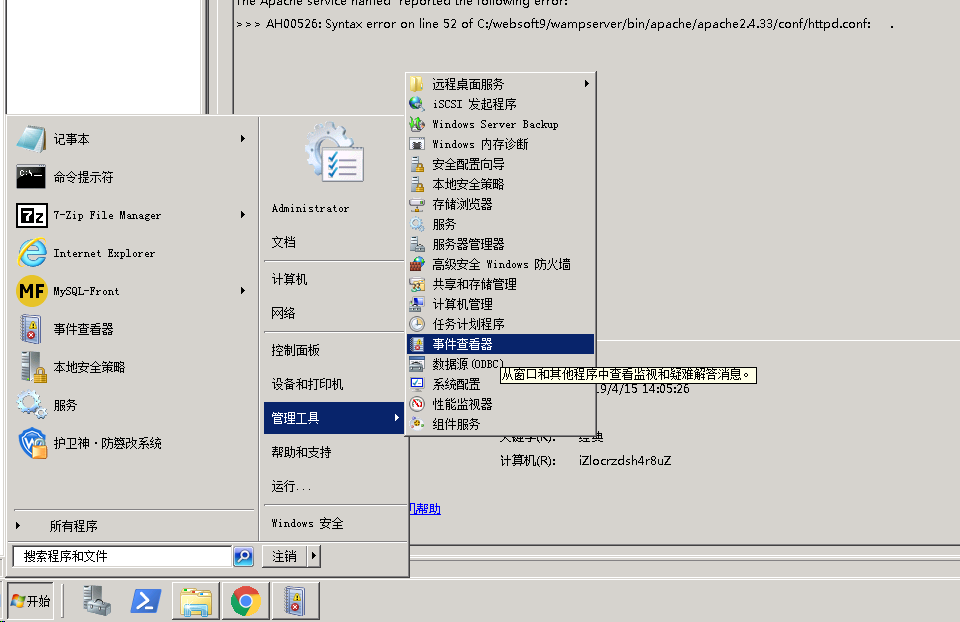 The Apache service named  reported the following error:
>>> AH00526: Syntax error on line 52 of C:/websoft9/wampserver/bin/apache/apache2.4.33/conf/httpd.conf:     .
记事本
命令提示符
C:\
7z
7-Zip File Manager
Internet Explorer
MF
MySQL-Front
事件查看器
本地安全策略
服务
护卫神·防篡改系统
所有程序
搜索程序和文件
Administrator
文档
计算机
网络
控制面板
设备和打印机
管理工具
帮助和支持
运行...
Windows 安全
注销
远程桌面服务
iSCSI 发起程序
Windows Server Backup
Windows 内存诊断
安全配置向导
本地安全策略
存储浏览器
服务
服务器管理器
高级安全 Windows 防火墙
共享和存储管理
计算机管理
任务计划程序
事件查看器
数据源(ODBC)
系统配置
性能监视器
组件服务
从窗口和其他程序中查看监视和疑难解答消息。
19/4/15 14:05:26
关键字(K):
经典
计算机(R):
iZlocrzdsh4r8uZ
机帮助
开始